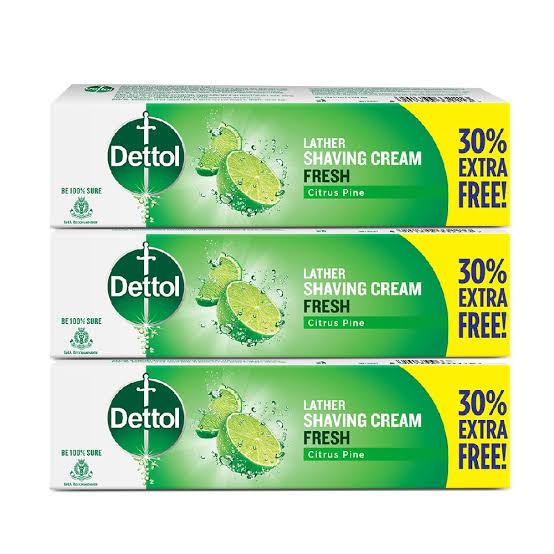 Dettol
BE 100% SURE
LATHER
SHAVING CREAM
FRESH
Citrus Pine
30%
EXTRA
FREE!
Dettol
BE 100% SURE
LATHER
SHAVING CREAM
FRESH
Citrus Pine
30%
EXTRA
FREE!
Dettol
BE 100% SURE
LATHER
SHAVING CREAM
FRESH
Citrus Pine
30%
EXTRA
FREE!